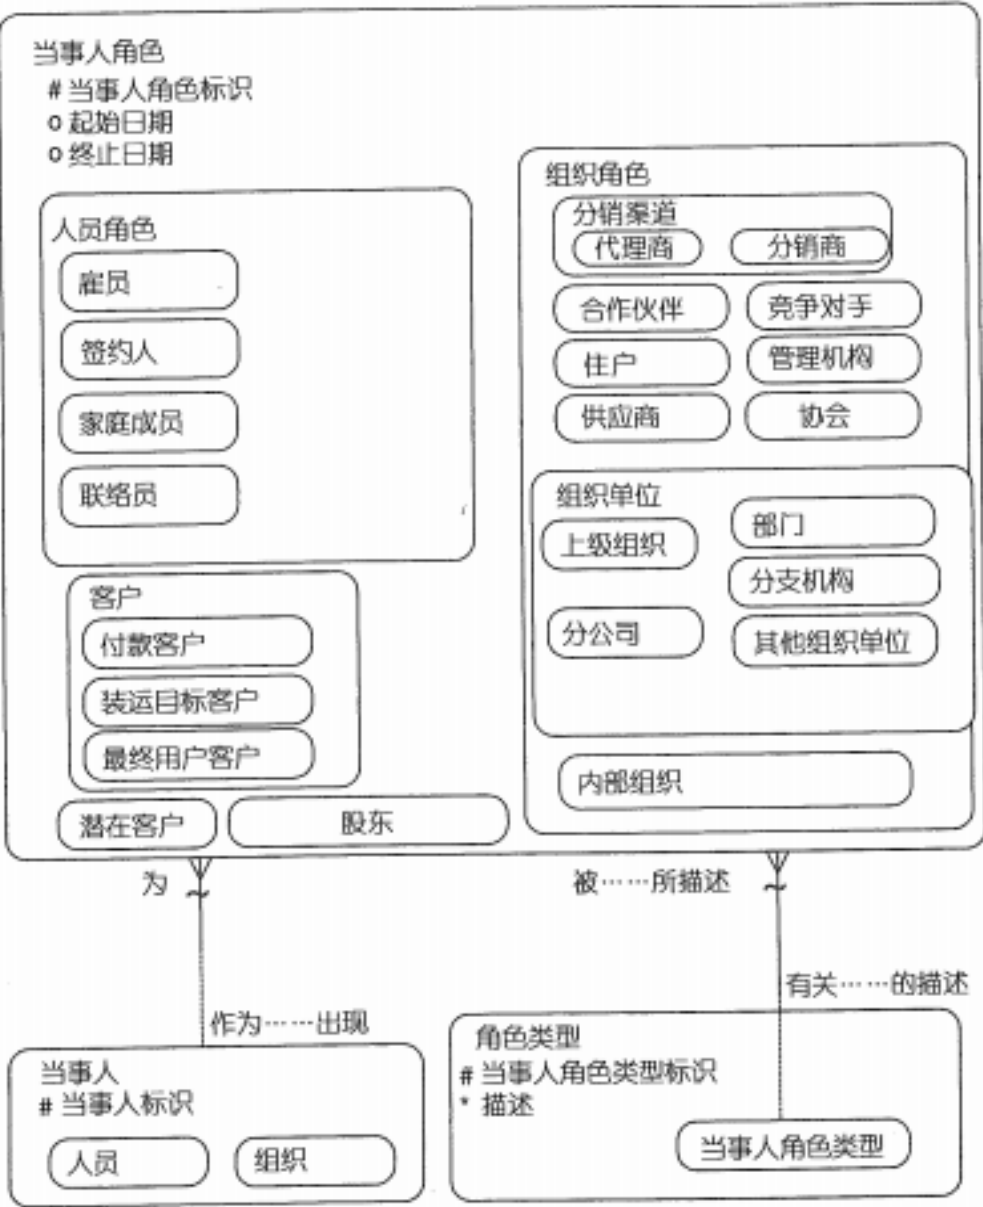 当事人角色
# 当事人角色标识
o 起始日期
o 终止日期
人员角色
雇员
签约人
家庭成员
联络员
客户
付款客户
装运目标客户
最终用户客户
潜在客户
股东
组织角色
分销渠道
代理商
分销商
合作伙伴
竞争对手
住户
管理机构
供应商
协会
组织单位
上级组织
部门
分支机构
分公司
其他组织单位
内部组织
为
被……所描述
有关……的描述
作为……出现
当事人
# 当事人标识
人员
组织
角色类型
# 当事人角色类型标识
* 描述
当事人角色类型